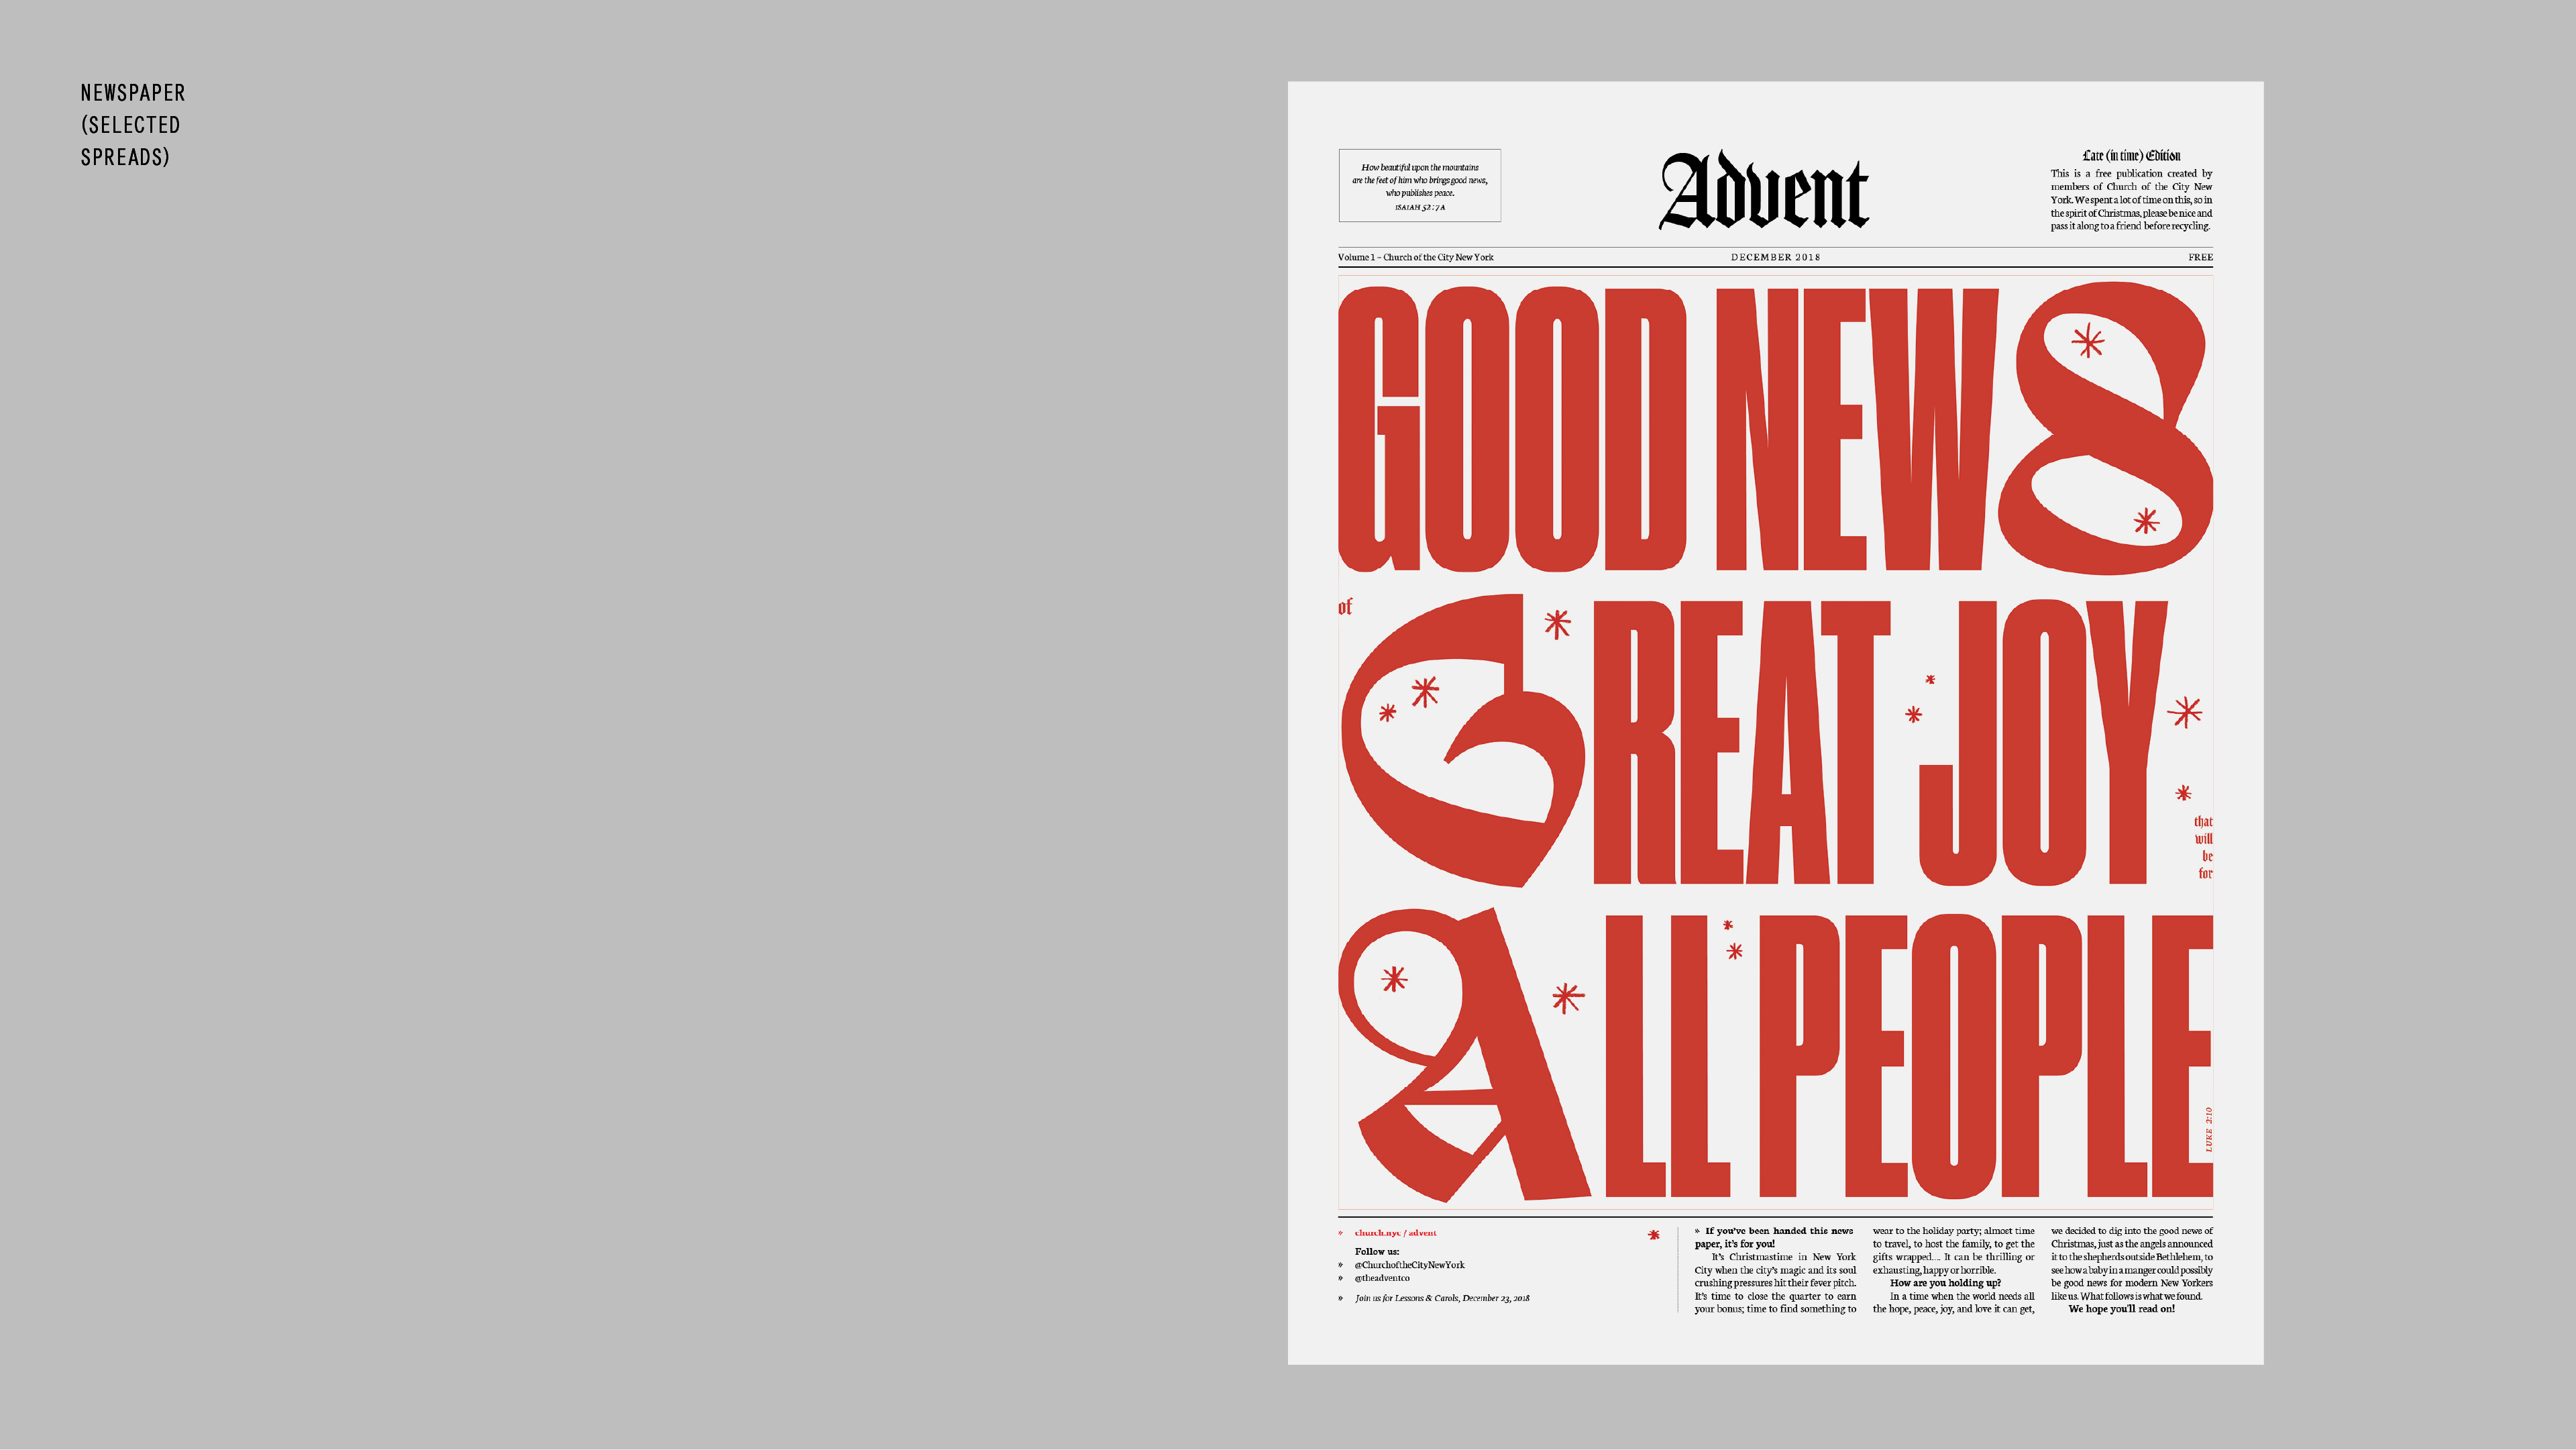 NEWSPAPER
(SELECTED
SPREADS)
How beautiful upon the mountains
are the feet of him who brings good news,
who publishes peace.
ISAIAH 52:7A
Advent
Late (in time) Edition
This is a free publication created by
members of Church of the City New
York. We spent a lot of time on this, so in
the spirit of Christmas, please be nice and
pass it along to a friend before recycling.
Volume 1 – Church of the City New York
DECEMBER 2018
FREE
GOOD NEWS
of
GREAT JOY
that
will
be
for
ALL PEOPLE
LUKE 2:10
» church.nyc / advent
Follow us:
» @ChurchoftheCityNewYork
» @theadventco
» Join us for Lessons & Carols, December 23, 2018
» If you've been handed this news
paper, it's for you!
It's Christmastime in New York
City when the city's magic and its soul
crushing pressures hit their fever pitch.
It's time to close the quarter to earn
your bonus; time to find something to
wear to the holiday party; almost time
to travel, to host the family, to get the
gifts wrapped.... It can be thrilling or
exhausting, happy or horrible.
How are you holding up?
In a time when the world needs all
the hope, peace, joy, and love it can get,
we decided to dig into the good news of
Christmas, just as the angels announced
it to the shepherds outside Bethlehem, to
see how a baby in a manger could possibly
be good news for modern New Yorkers
like us. What follows is what we found.
We hope you'll read on!